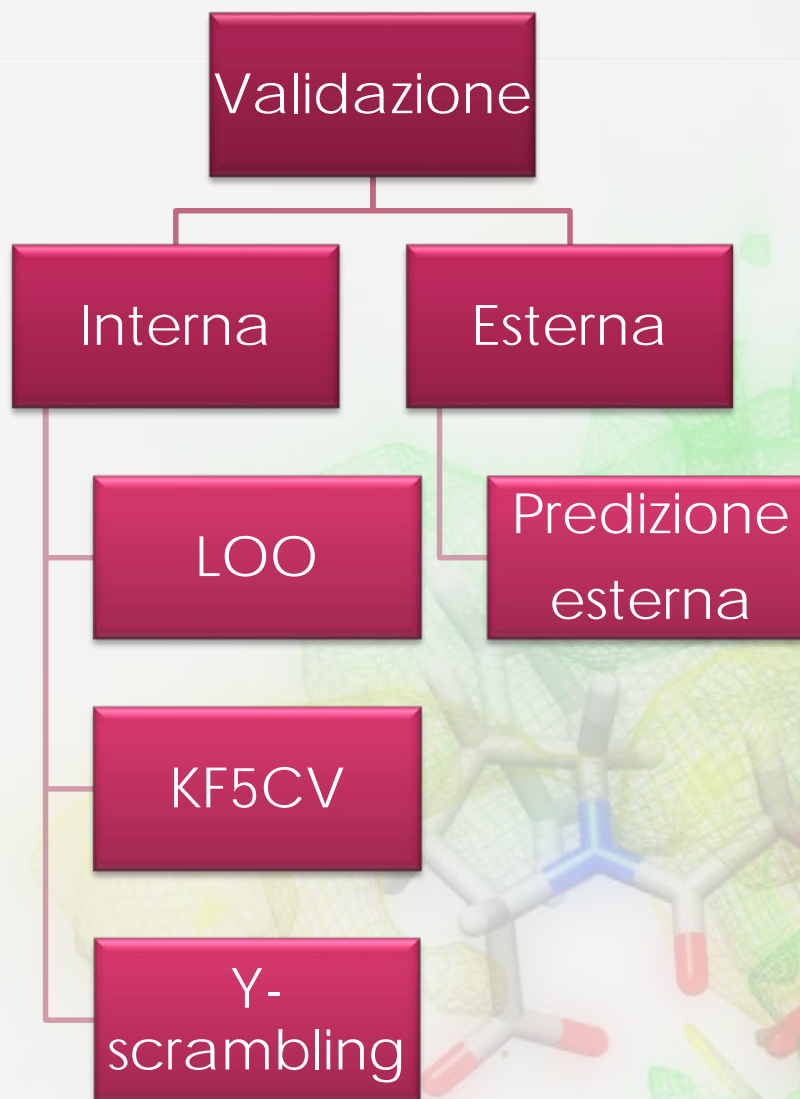 Validazione
Interna
Esterna
LOO
Predizione
esterna
KF5CV
Y-
scrambling